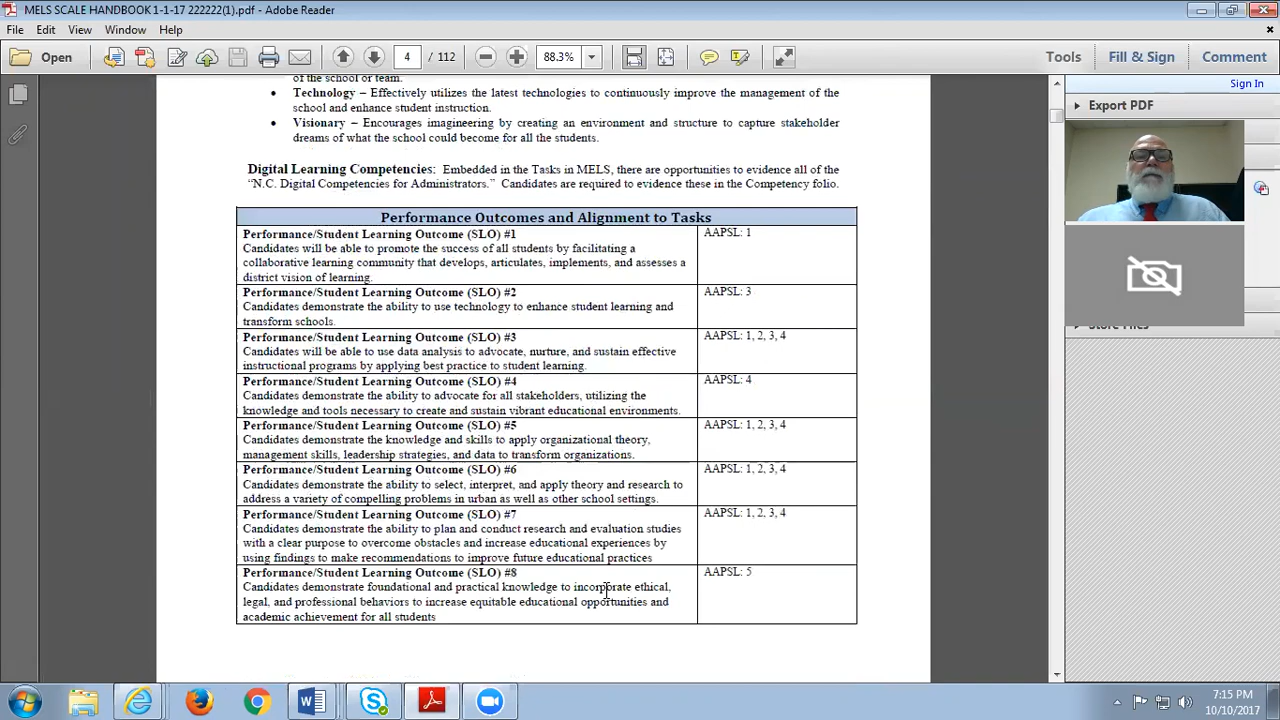 MELS SCALE HANDBOOK 1-1-17 222222(1).pdf - Adobe Reader
File Edit View Window Help
Open 4 / 112 88.3% Tools Fill & Sign Comment
Sign In
Export PDF
of the school or team.
• Technology – Effectively utilizes the latest technologies to continuously improve the management of the
school and enhance student instruction.
• Visionary – Encourages imagineering by creating an environment and structure to capture stakeholder
dreams of what the school could become for all the students.
Digital Learning Competencies: Embedded in the Tasks in MELS, there are opportunities to evidence all of the
“N.C. Digital Competencies for Administrators.” Candidates are required to evidence these in the Competency folio.
Performance Outcomes and Alignment to Tasks
Performance/Student Learning Outcome (SLO) #1 AAPSL: 1
Candidates will be able to promote the success of all students by facilitating a
collaborative learning community that develops, articulates, implements, and assesses a
district vision of learning.
Performance/Student Learning Outcome (SLO) #2 AAPSL: 3
Candidates demonstrate the ability to use technology to enhance student learning and
transform schools.
Performance/Student Learning Outcome (SLO) #3 AAPSL: 1, 2, 3, 4
Candidates will be able to use data analysis to advocate, nurture, and sustain effective
instructional programs by applying best practice to student learning.
Performance/Student Learning Outcome (SLO) #4 AAPSL: 4
Candidates demonstrate the ability to advocate for all stakeholders, utilizing the
knowledge and tools necessary to create and sustain vibrant educational environments.
Performance/Student Learning Outcome (SLO) #5 AAPSL: 1, 2, 3, 4
Candidates demonstrate the knowledge and skills to apply organizational theory,
management skills, leadership strategies, and data to transform organizations.
Performance/Student Learning Outcome (SLO) #6 AAPSL: 1, 2, 3, 4
Candidates demonstrate the ability to select, interpret, and apply theory and research to
address a variety of compelling problems in urban as well as other school settings.
Performance/Student Learning Outcome (SLO) #7 AAPSL: 1, 2, 3, 4
Candidates demonstrate the ability to plan and conduct research and evaluation studies
with a clear purpose to overcome obstacles and increase educational experiences by
using findings to make recommendations to improve future educational practices
Performance/Student Learning Outcome (SLO) #8 AAPSL: 5
Candidates demonstrate foundational and practical knowledge to incorporate ethical,
legal, and professional behaviors to increase equitable educational opportunities and
academic achievement for all students
7:15 PM
10/10/2017